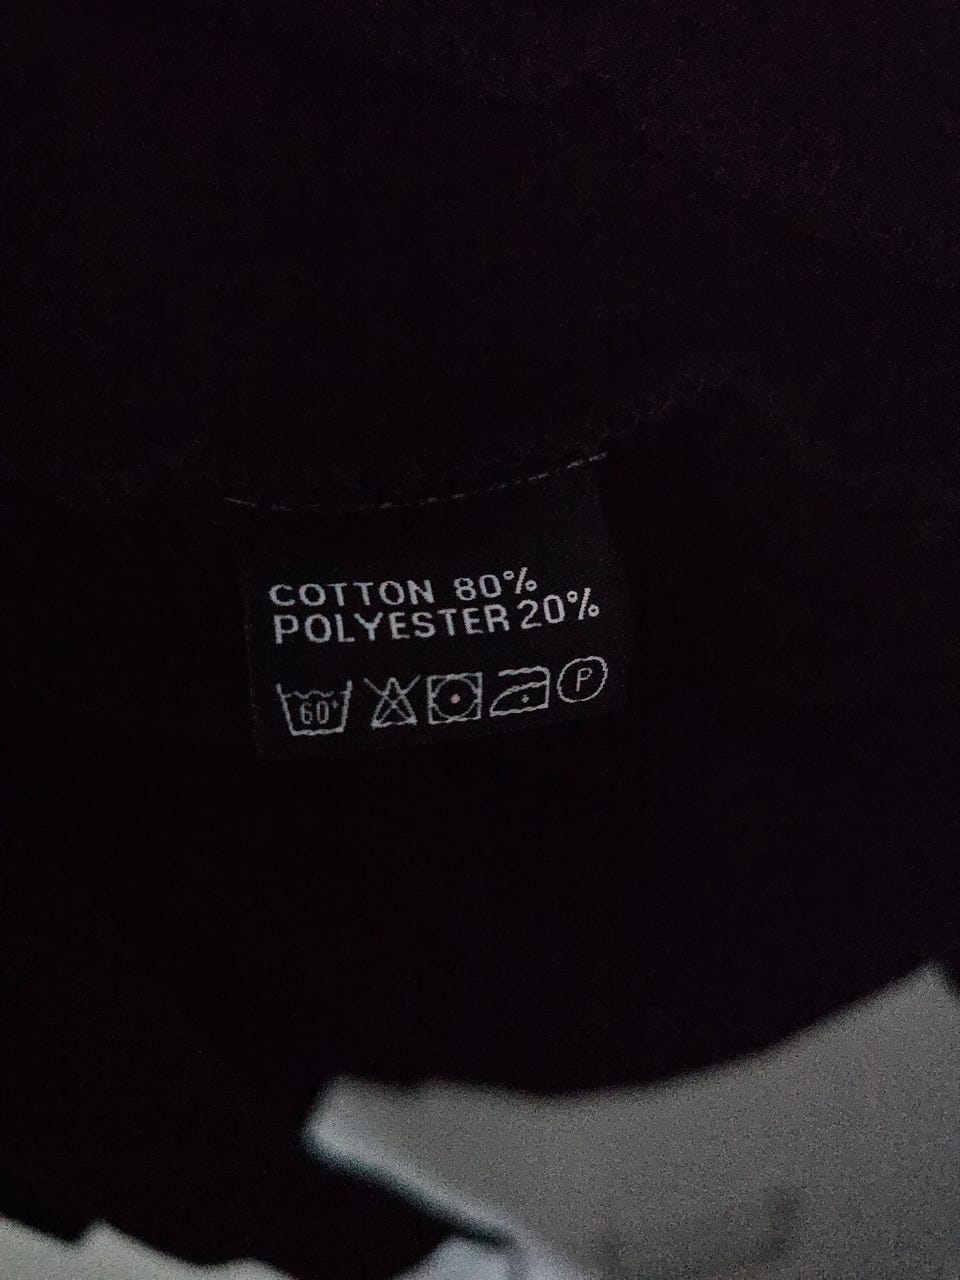 COTTON 80%
POLYESTER 20%
60° P